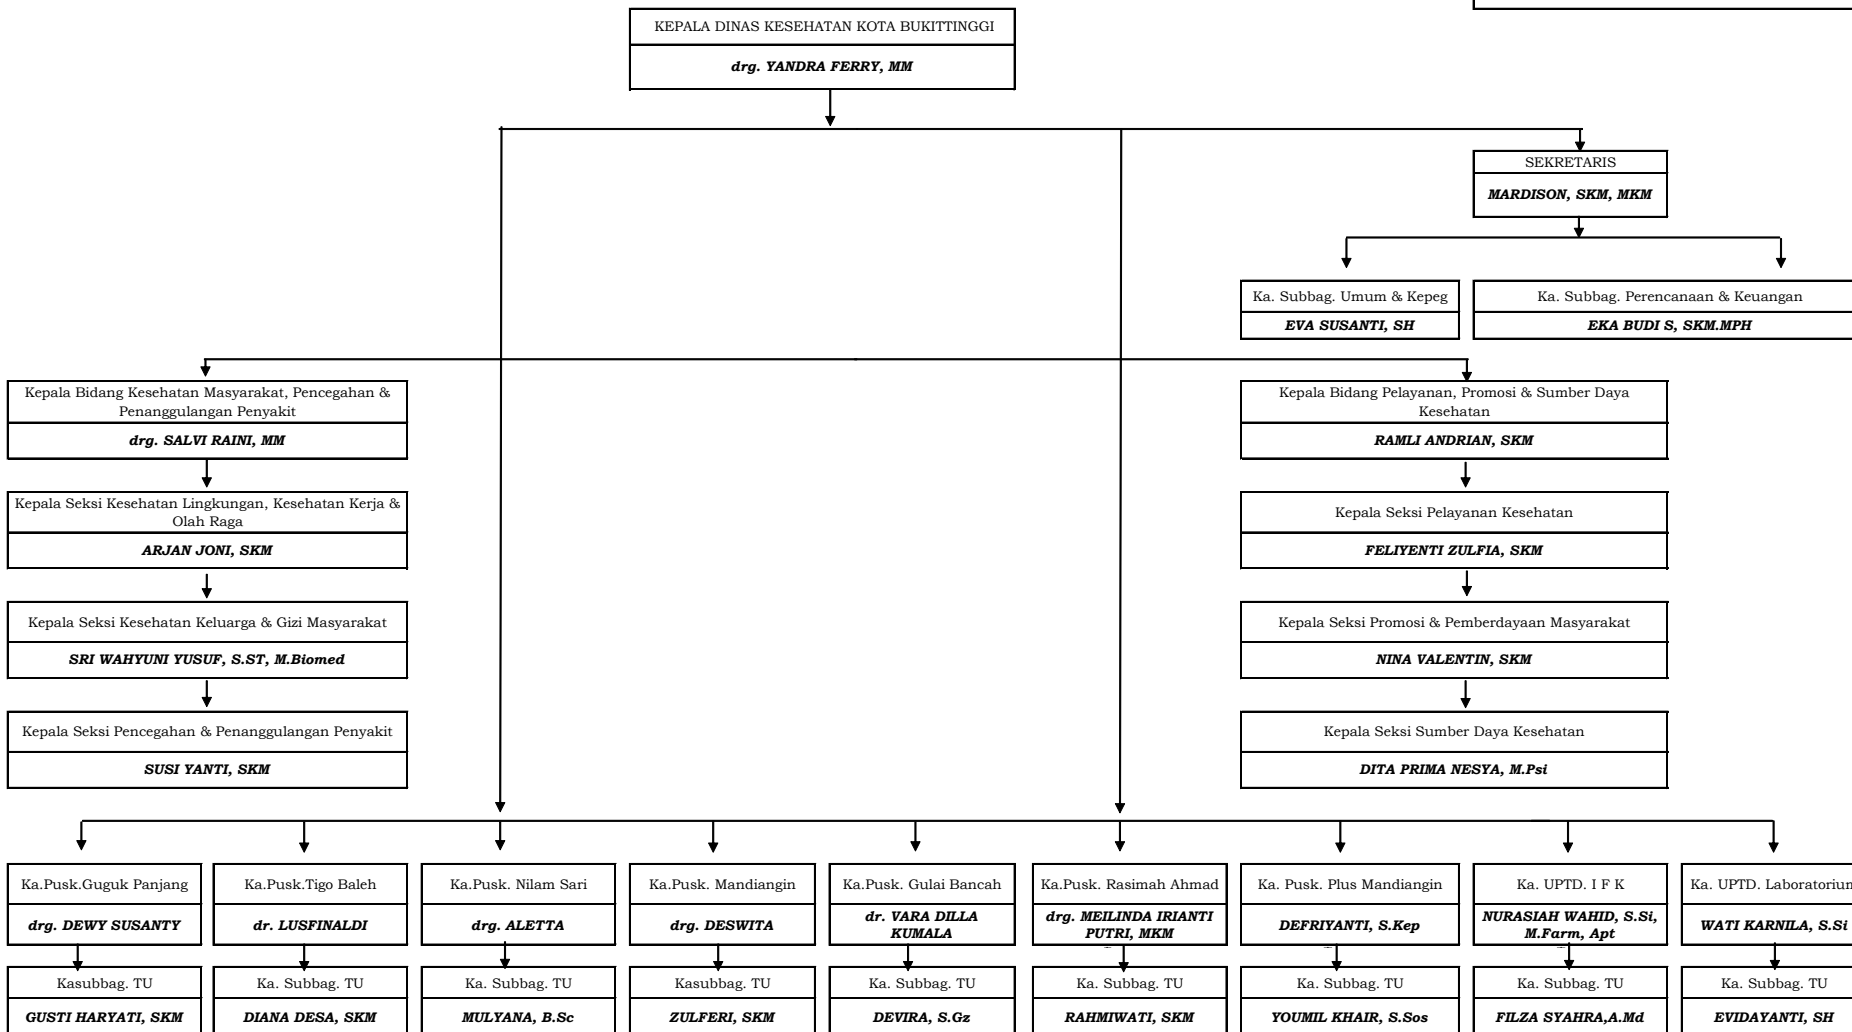 KEPALA DINAS KESEHATAN KOTA BUKITTINGGI
drg. YANDRA FERRY, MM
SEKRETARIS
MARDISON, SKM, MKM
Ka. Subbag. Umum & Kepeg
EVA SUSANTI, SH
Ka. Subbag. Perencanaan & Keuangan
EKA BUDI S, SKM.MPH
Kepala Bidang Kesehatan Masyarakat, Pencegahan &
Penanggulangan Penyakit
drg. SALVI RAINI, MM
Kepala Seksi Kesehatan Lingkungan, Kesehatan Kerja &
Olah Raga
ARJAN JONI, SKM
Kepala Seksi Kesehatan Keluarga & Gizi Masyarakat
SRI WAHYUNI YUSUF, S.ST, M.Biomed
Kepala Seksi Pencegahan & Penanggulangan Penyakit
SUSI YANTI, SKM
Kepala Bidang Pelayanan, Promosi & Sumber Daya
Kesehatan
RAMLI ANDRIAN, SKM
Kepala Seksi Pelayanan Kesehatan
FELIYENTI ZULFIA, SKM
Kepala Seksi Promosi & Pemberdayaan Masyarakat
NINA VALENTIN, SKM
Kepala Seksi Sumber Daya Kesehatan
DITA PRIMA NESYA, M.Psi
Ka.Pusk.Guguk Panjang
drg. DEWY SUSANTY
Kasubbag. TU
GUSTI HARYATI, SKM
Ka.Pusk.Tigo Baleh
dr. LUSFINALDI
Ka. Subbag. TU
DIANA DESA, SKM
Ka.Pusk. Nilam Sari
drg. ALETTA
Ka. Subbag. TU
MULYANA, B.Sc
Ka.Pusk. Mandiangin
drg. DESWITA
Kasubbag. TU
ZULFERI, SKM
Ka.Pusk. Gulai Bancah
dr. VARA DILLA
KUMALA
Ka. Subbag. TU
DEVIRA, S.Gz
Ka.Pusk. Rasimah Ahmad
drg. MEILINDA IRIANTI
PUTRI, MKM
Ka. Subbag. TU
RAHMIWATI, SKM
Ka. Pusk. Plus Mandiangin
DEFRIYANTI, S.Kep
Ka. Subbag. TU
YOUMIL KHAIR, S.Sos
Ka. UPTD. I F K
NURASIAH WAHID, S.Si,
M.Farm, Apt
Ka. Subbag. TU
FILZA SYAHRA,A.Md
Ka. UPTD. Laboratorium
WATI KARNILA, S.Si
Ka. Subbag. TU
EVIDAYANTI, SH